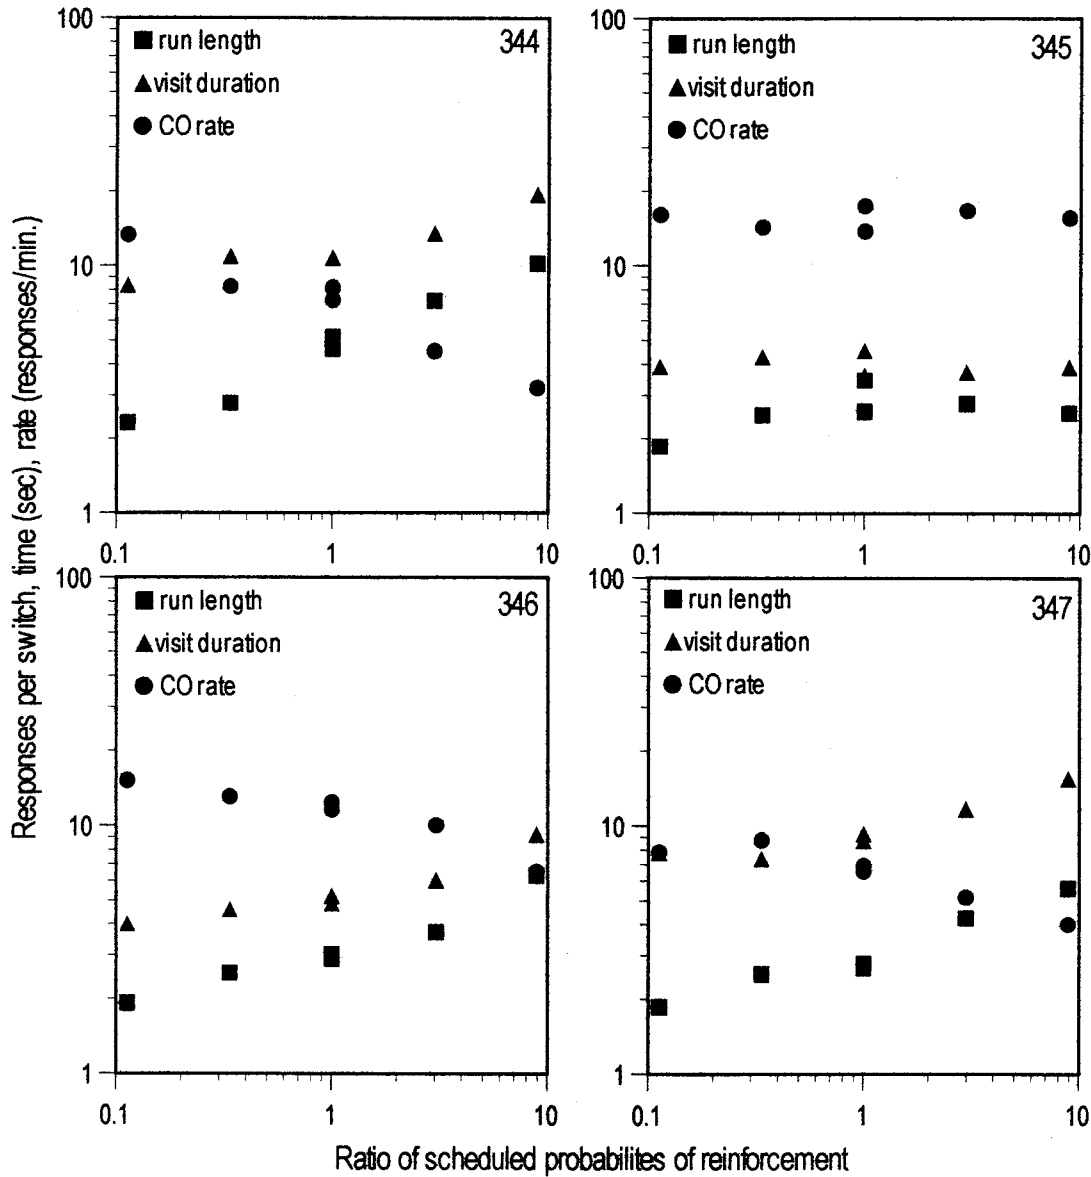 100
run length
344
visit duration
CO rate
10
1
0.1
1
10
100
run length
345
visit duration
CO rate
10
1
0.1
1
10
100
run length
346
visit duration
CO rate
10
1
0.1
1
10
100
run length
347
visit duration
CO rate
10
1
0.1
1
10
Responses per switch, time (sec), rate (responses/min.)
Ratio of scheduled probabilites of reinforcement